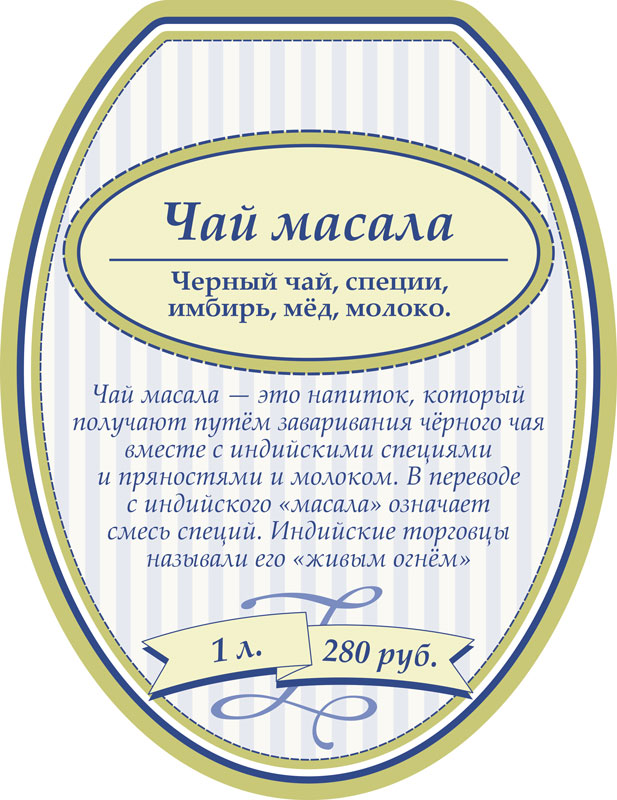 Чай масала
Черный чай, специи,
имбирь, мёд, молоко.
Чай масала — это напиток, который
получают путём заваривания чёрного чая
вместе с индийскими специями
и пряностями и молоком. В переводе
с индийского «масала» означает
смесь специй. Индийские торговцы
называли его «живым огнём»
1 л. 280 руб.